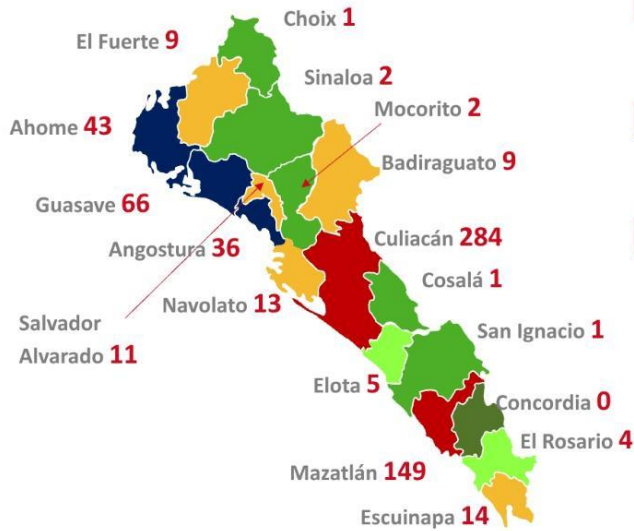 Choix 1
El Fuerte 9
Sinaloa 2
Mocorito 2
Ahome 43
Badiraguato 9
Guasave 66
Culiacán 284
Angostura 36
Cosalá 1
Navolato 13
Salvador
Alvarado 11
San Ignacio 1
Elota 5
Concordia 0
El Rosario 4
Mazatlán 149
Escuinapa 14